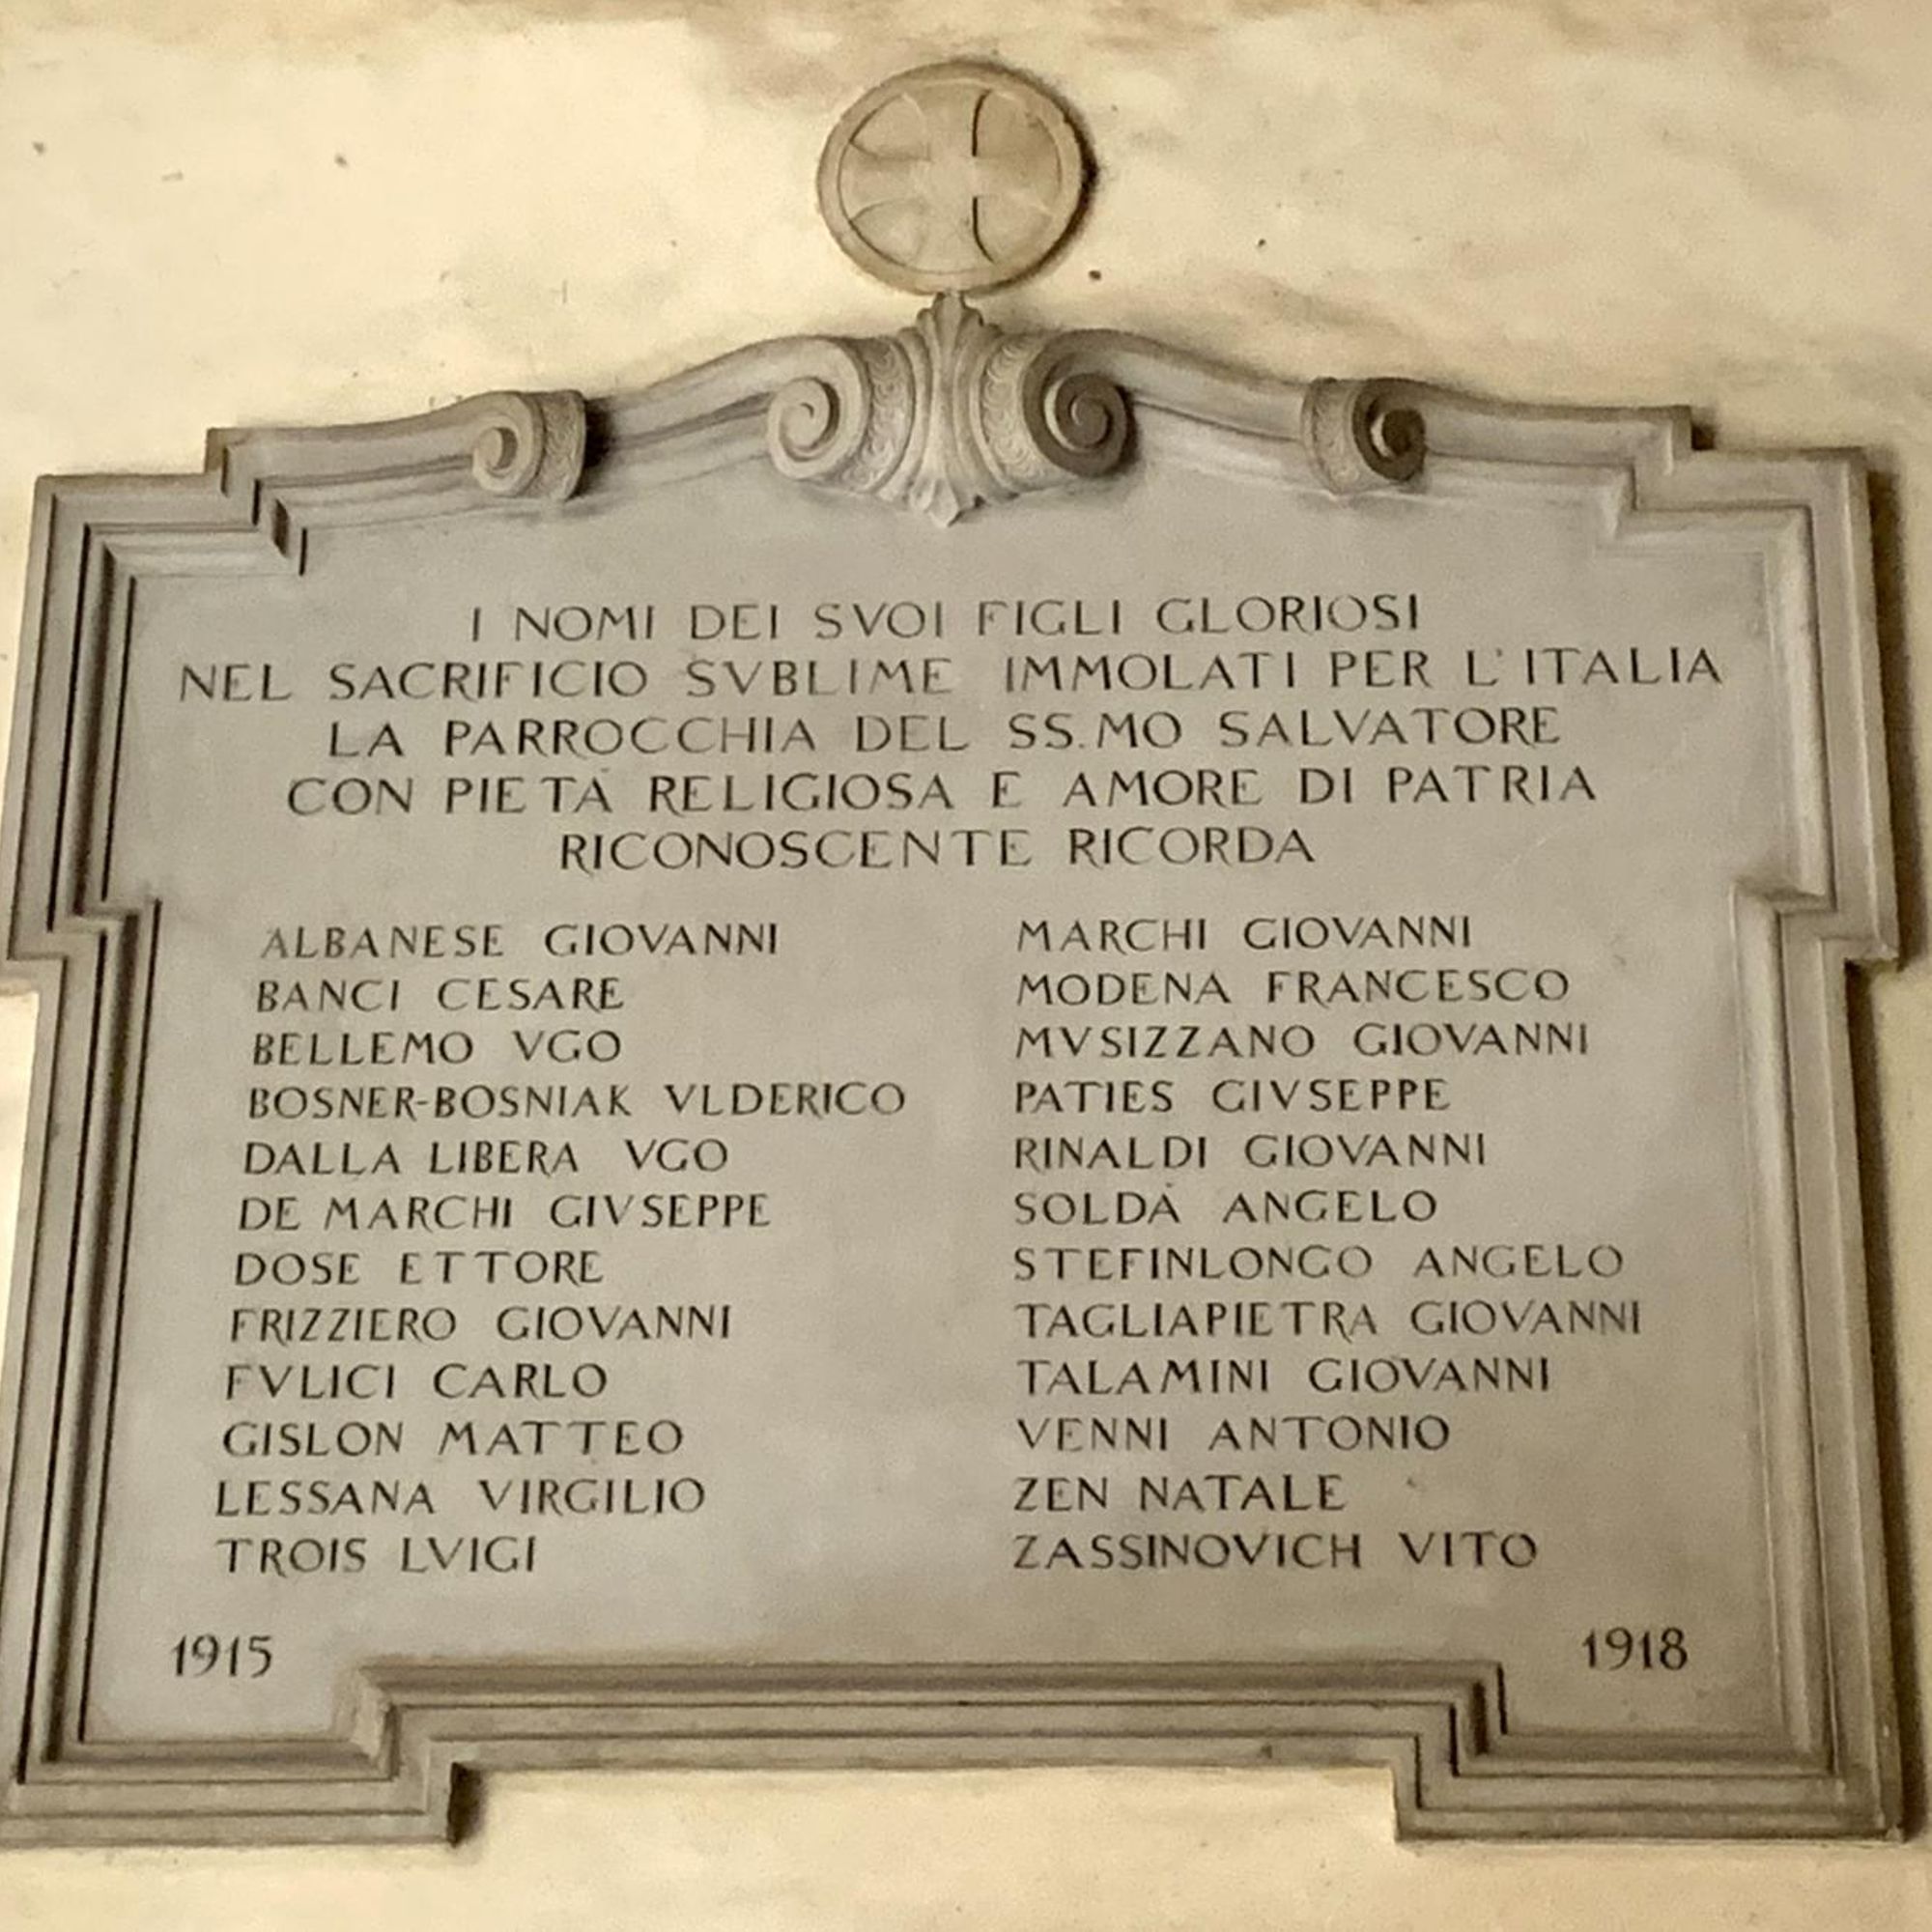 I NOMI DEI SVOI FIGLI GLORIOSI
NEL SACRIFICIO SVBLIME IMMOLATI PER L'ITALIA
LA PARROCCHIA DEL SS.MO SALVATORE
CON PIETÀ RELIGIOSA E AMORE DI PATRIA
RICONOSCENTE RICORDA
ALBANESE GIOVANNI
BANCI CESARE
BELLEMO VGO
BOSNER-BOSNIAK VLDERICO
DALLA LIBERA VGO
DE MARCHI GIVSEPPE
DOSE ETTORE
FRIZZIERO GIOVANNI
FVLICI CARLO
GISLON MATTEO
LESSANA VIRGILIO
TROIS LVIGI
MARCHI GIOVANNI
MODENA FRANCESCO
MVSIZZANO GIOVANNI
PATIES GIVSEPPE
RINALDI GIOVANNI
SOLDÀ ANGELO
STEFINLONGO ANGELO
TAGLIAPIETRA GIOVANNI
TALAMINI GIOVANNI
VENNI ANTONIO
ZEN NATALE
ZASSINOVICH VITO
1915
1918